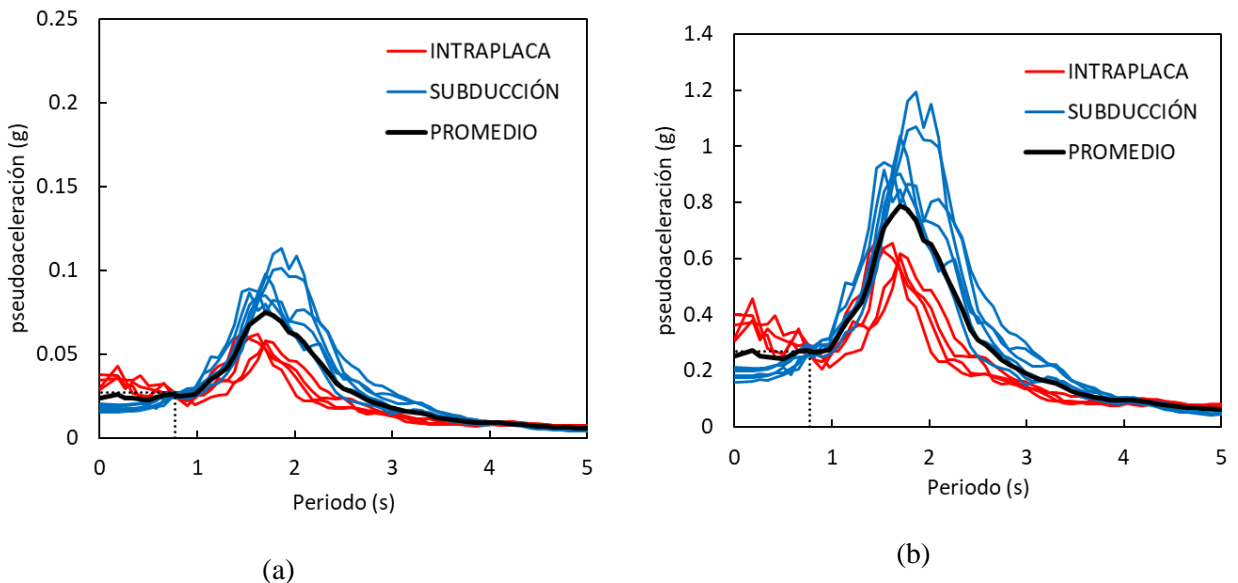 0.25
0.2
0.15
0.1
0.05
0
pseudoaceleración (g)
INTRAPLACA
SUBDUCCIÓN
PROMEDIO
0 1 2 3 4 5
Periodo (s)
(a)
1.4
1.2
1
0.8
0.6
0.4
0.2
0
pseudoaceleración (g)
INTRAPLACA
SUBDUCCIÓN
PROMEDIO
0 1 2 3 4 5
Periodo (s)
(b)